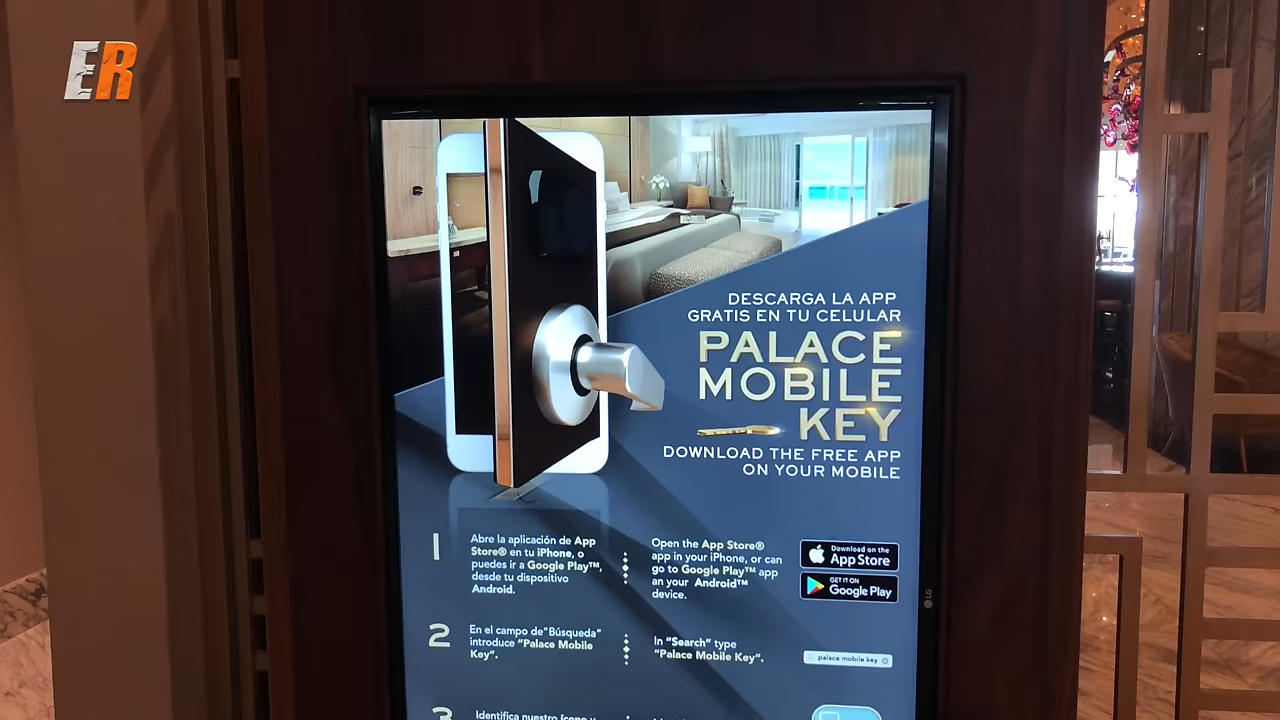 ER
DESCARGA LA APP
GRATIS EN TU CELULAR
PALACE
MOBILE
KEY
DOWNLOAD THE FREE APP
ON YOUR MOBILE
1
Abre la aplicación de App
Store® en tu iPhone, o
puedes ir a Google Play™,
desde tu dispositivo
Android.
Open the App Store®
app in your iPhone, or can
go to Google Play™ app
an your Android™
device.
Download on the
App Store
GET IT ON
Google Play
2
En el campo de"Búsqueda"
introduce "Palace Mobile
Key".
In "Search" type
"Palace Mobile Key".
palace mobile key
3
Identifica nuestro ícono y
LG